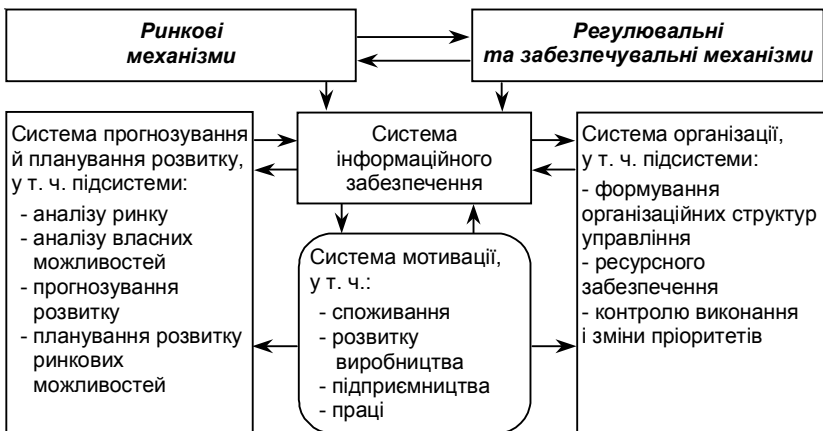 Ринкові
механізми
Регулювальні
та забезпечувальні механізми
Система прогнозування
й планування розвитку,
у т. ч. підсистеми:
- аналізу ринку
- аналізу власних
можливостей
- прогнозування
розвитку
- планування розвитку
ринкових
можливостей
Система
інформаційного
забезпечення
Система мотивації,
у т. ч.:
- споживання
- розвитку
виробництва
- підприємництва
- праці
Система організації,
у т. ч. підсистеми:
- формування
організаційних структур
управління
- ресурсного
забезпечення
- контролю виконання
і зміни пріоритетів